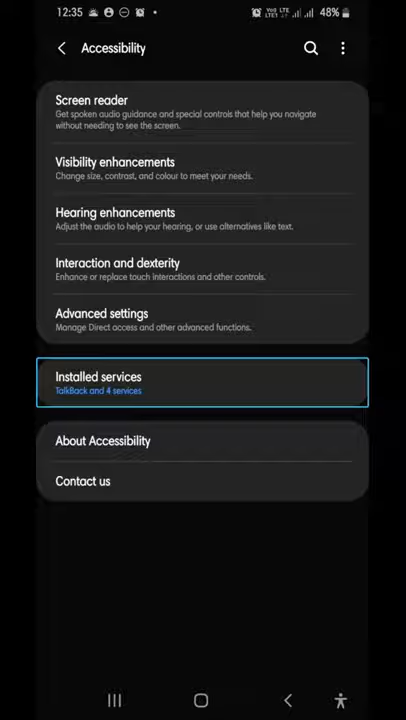 12:35
48%
Accessibility
Screen reader
Get spoken audio guidance and special controls that help you navigate
without needing to see the screen.
Visibility enhancements
Change size, contrast, and colour to meet your needs.
Hearing enhancements
Adjust the audio to help your hearing, or use alternatives like text.
Interaction and dexterity
Enhance or replace touch interactions and other controls.
Advanced settings
Manage Direct access and other advanced functions.
Installed services
TalkBack and 4 services
About Accessibility
Contact us